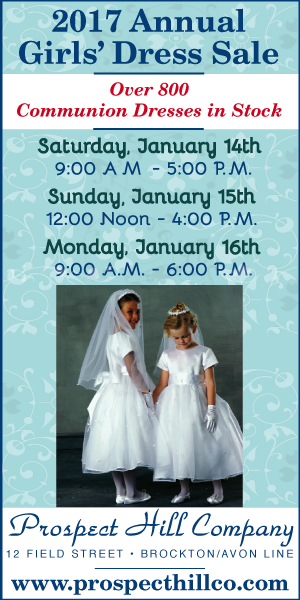 2017 Annual
Girls' Dress Sale
Over 800
Communion Dresses in Stock
Saturday, January 14th
9:00 A M - 5:00 P.M.
Sunday, January 15th
12:00 Noon - 4:00 P.M.
Monday, January 16th
9:00 A.M. - 6:00 P.M.
Prospect Hill Company
12 FIELD STREET • BROCKTON/AVON LINE
www.prospecthillco.com